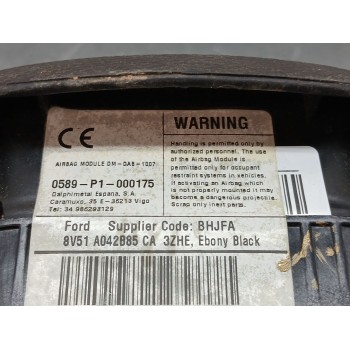 CE
AIRBAG MODULE DM-DAB-1007
0589-P1-000175
Dalphimetal Espana, S.A.
Caramuxo, 35 E-36213 Vigo
Tel: 34 986293129
WARNING
Handling is permitted only by
authorized personnel. The use
of the Airbag Module is
permitted only for occupant
restraint systems in vehicles.
If activating an Airbag which
is not mounted into a vehicle it may
become a dangerous projectile.
Scrap only inert parts.
Ford Supplier Code: BHJFA
8V51 A042B85 CA 3ZHE, Ebony Black